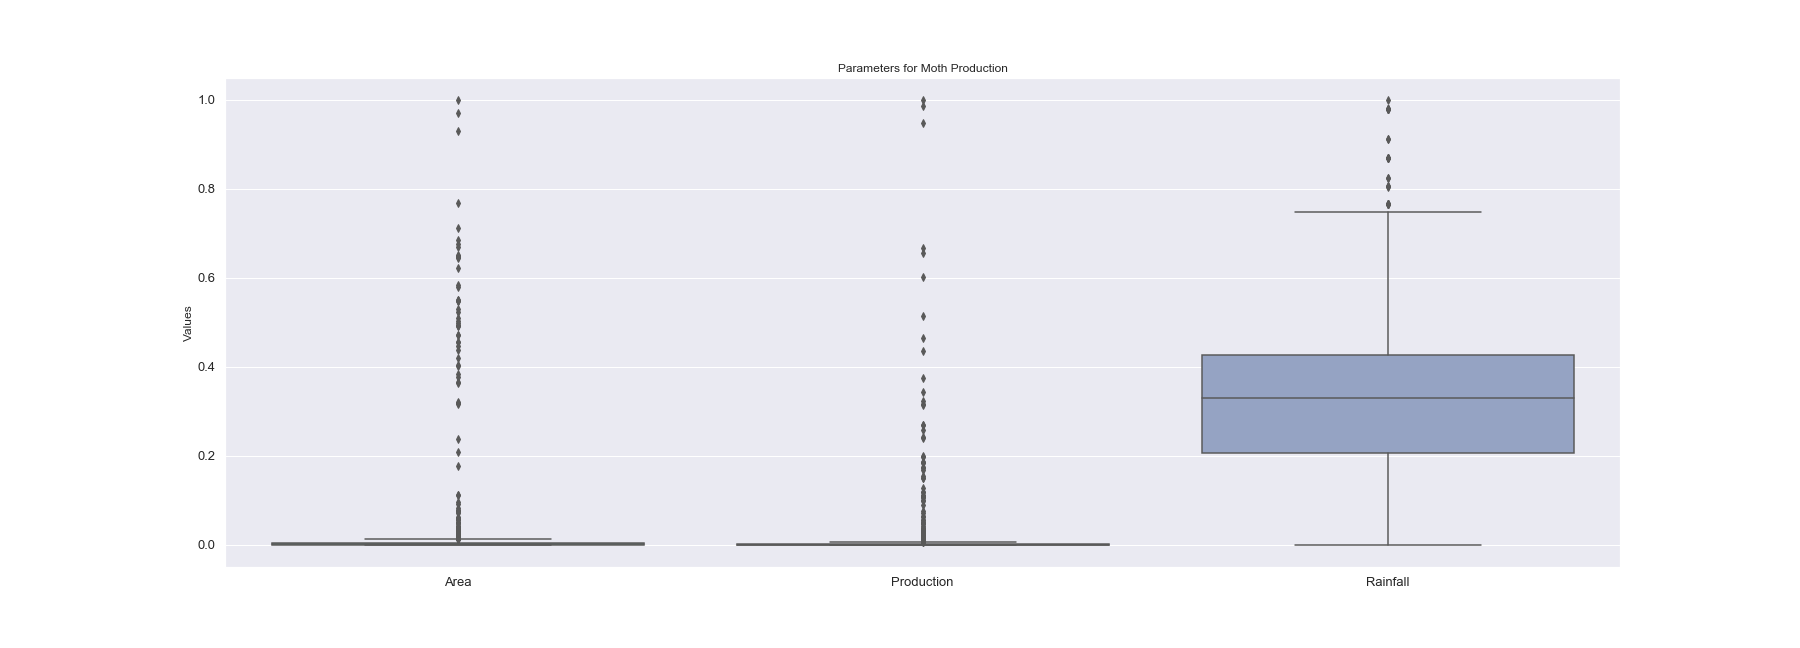 Parameters for Moth Production
1.0
0.8
0.6
0.4
0.2
0.0
Values
Area
Production
Rainfall